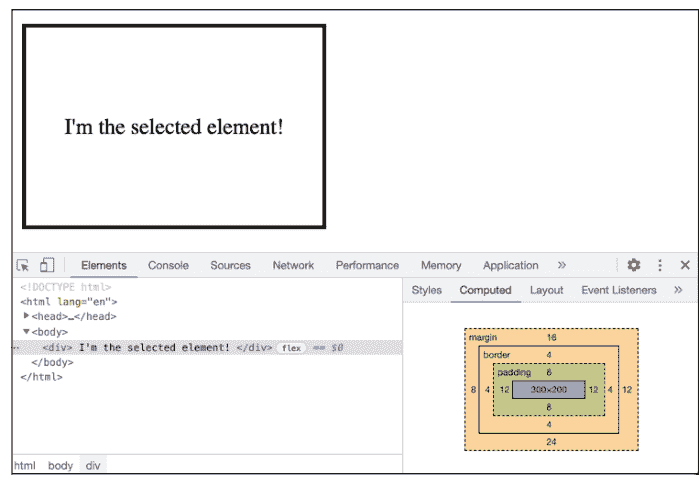 I'm the selected element!
Elements Console Sources Network Performance Memory Application »
<!DOCTYPE html>
<html lang="en">
<head>…</head>
<body>
<div> I'm the selected element! </div> flex == $0
</body>
</html>
html body div
Styles Computed Layout Event Listeners »
margin 16
border 4
padding 8
8 4 12 300×200 12 4 12
8
4
24